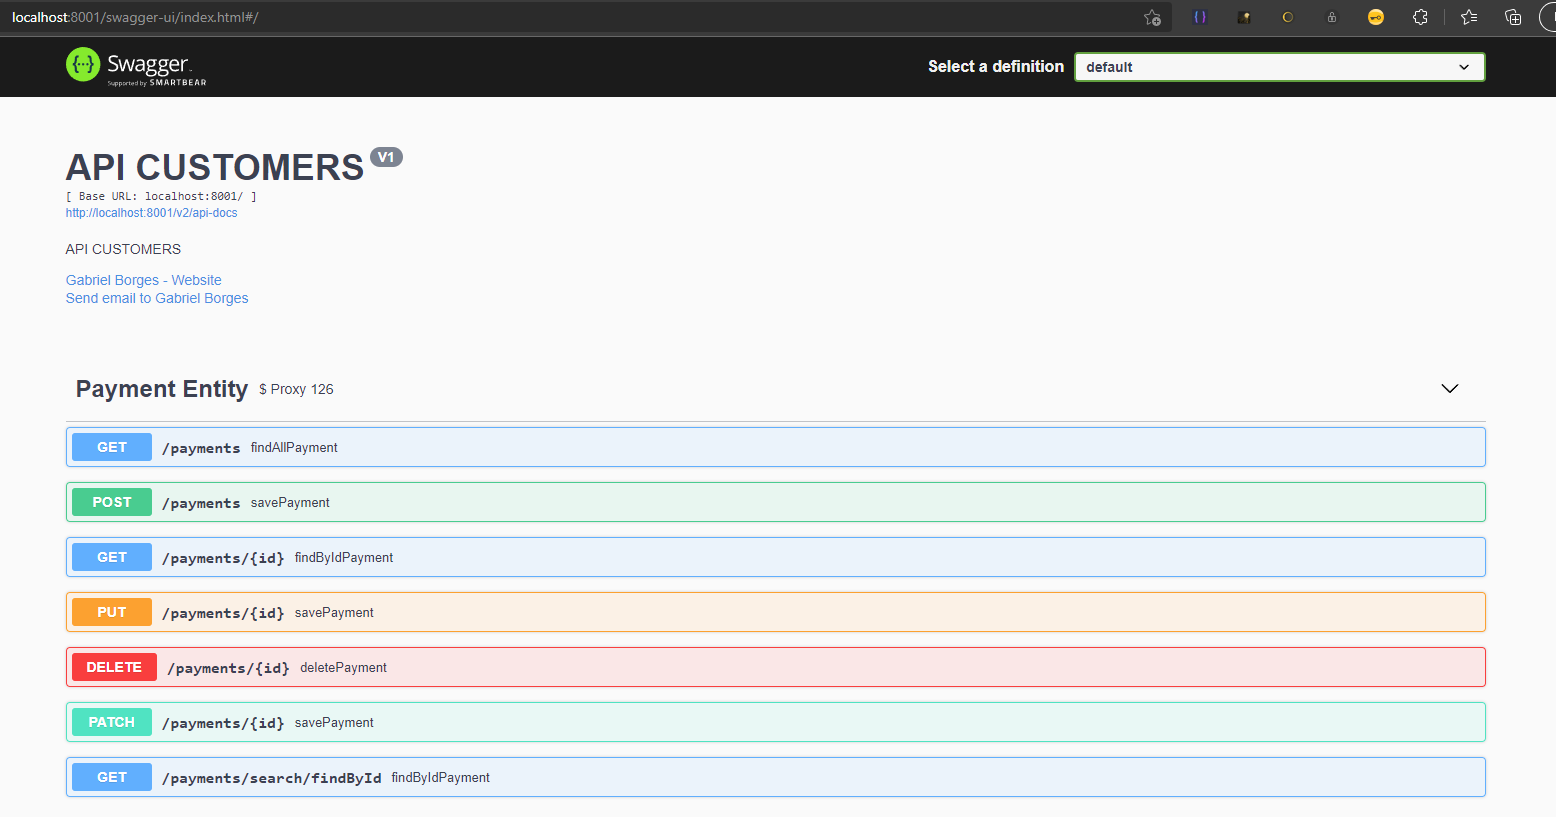 localhost:8001/swagger-ui/index.html#/
Swagger
Supported by SMARTBEAR
Select a definition
default
API CUSTOMERS V1
[ Base URL: localhost:8001/ ]
http://localhost:8001/v2/api-docs
API CUSTOMERS
Gabriel Borges - Website
Send email to Gabriel Borges
Payment Entity $ Proxy 126
GET /payments findAllPayment
POST /payments savePayment
GET /payments/{id} findByIdPayment
PUT /payments/{id} savePayment
DELETE /payments/{id} deletePayment
PATCH /payments/{id} savePayment
GET /payments/search/findById findByIdPayment